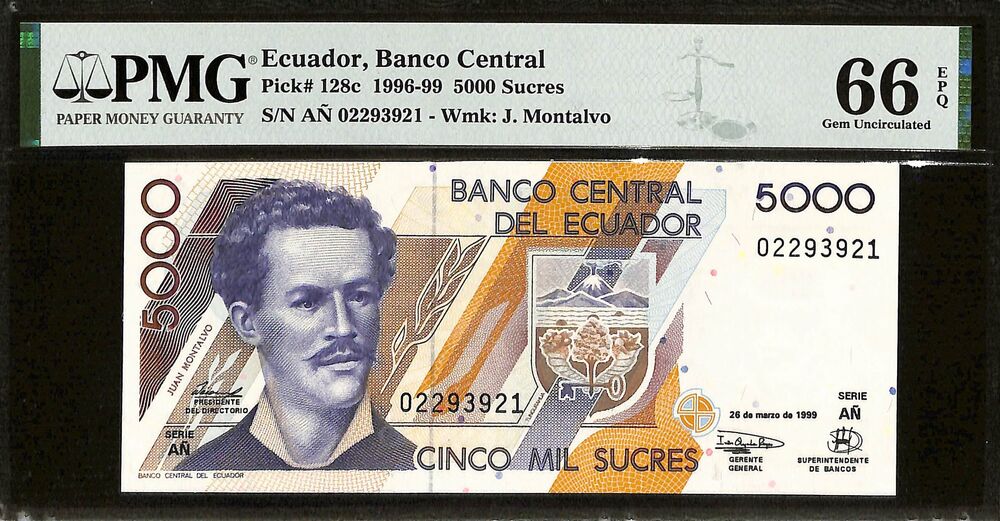 PMG®
PAPER MONEY GUARANTY
Ecuador, Banco Central
Pick# 128c 1996-99 5000 Sucres
S/N AÑ 02293921 - Wmk: J. Montalvo
66
EPQ
Gem Uncirculated
5000
BANCO CENTRAL
DEL ECUADOR
5000
02293921
JUAN MONTALVO
PRESIDENTE
DEL DIRECTORIO
SERIE
AÑ
02293921
TUNGURAHUA
26 de marzo de 1999
SERIE
AÑ
GERENTE
GENERAL
SUPERINTENDENTE
DE BANCOS
CINCO MIL SUCRES
BANCO CENTRAL DEL ECUADOR